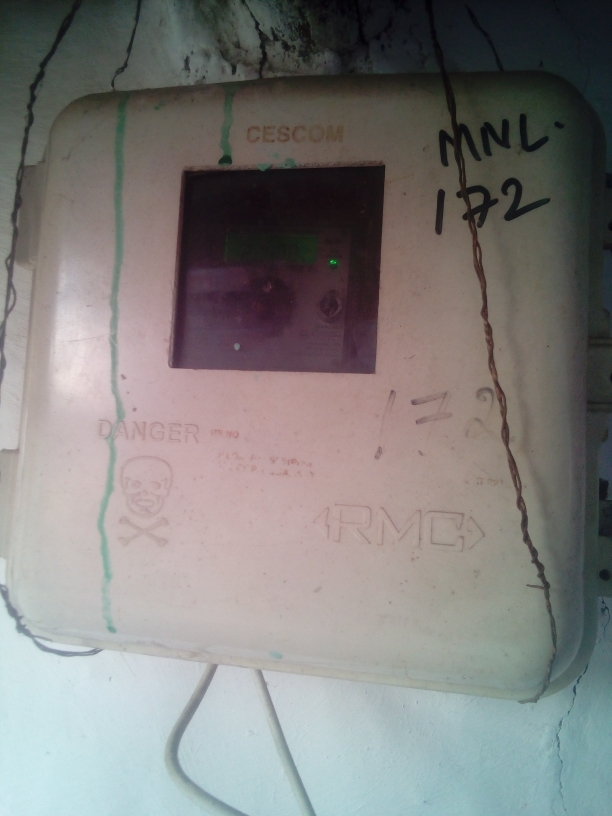 CESCOM
MNL.
172
172
DANGER
RMC